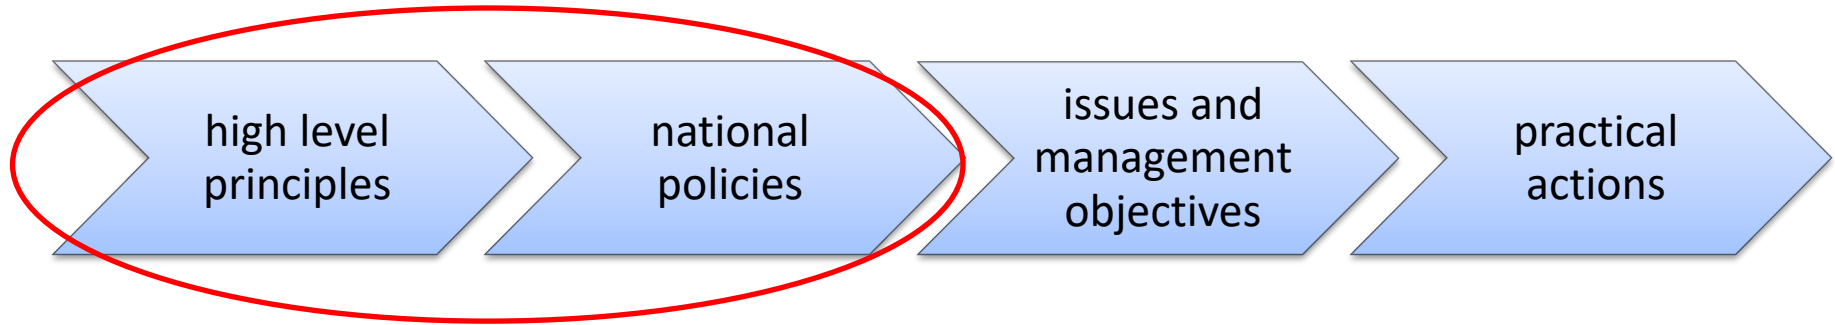 high level
principles
national
policies
issues and
management
objectives
practical
actions